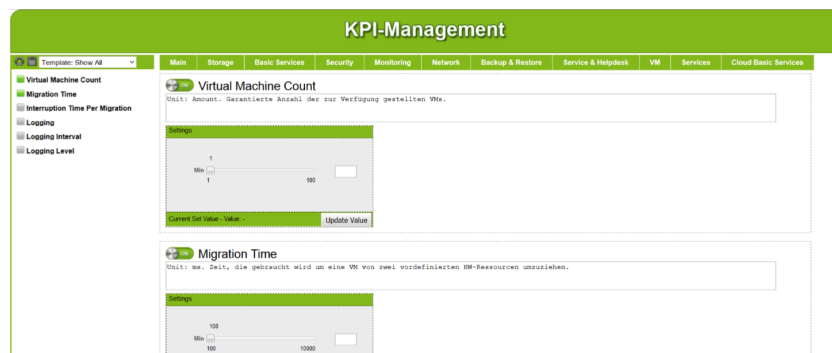 KPI-Management
Template: Show All
Main Storage Basic Services Security Monitoring Network Backup & Restore Service & Helpdesk VM Services Cloud Basic Services
Virtual Machine Count
Migration Time
Interruption Time Per Migration
Logging
Logging Interval
Logging Level
ON Virtual Machine Count
Unit: Amount. Garantierte Anzahl der zur Verfügung gestellten VMs.
Settings
1
Min
1 100
Current Set Value - Value: -
Update Value
ON Migration Time
Unit: ms. Zeit, die gebraucht wird um eine VM von zwei vordefinierten HW-Ressourcen umzuziehen.
Settings
100
Min
100 10000